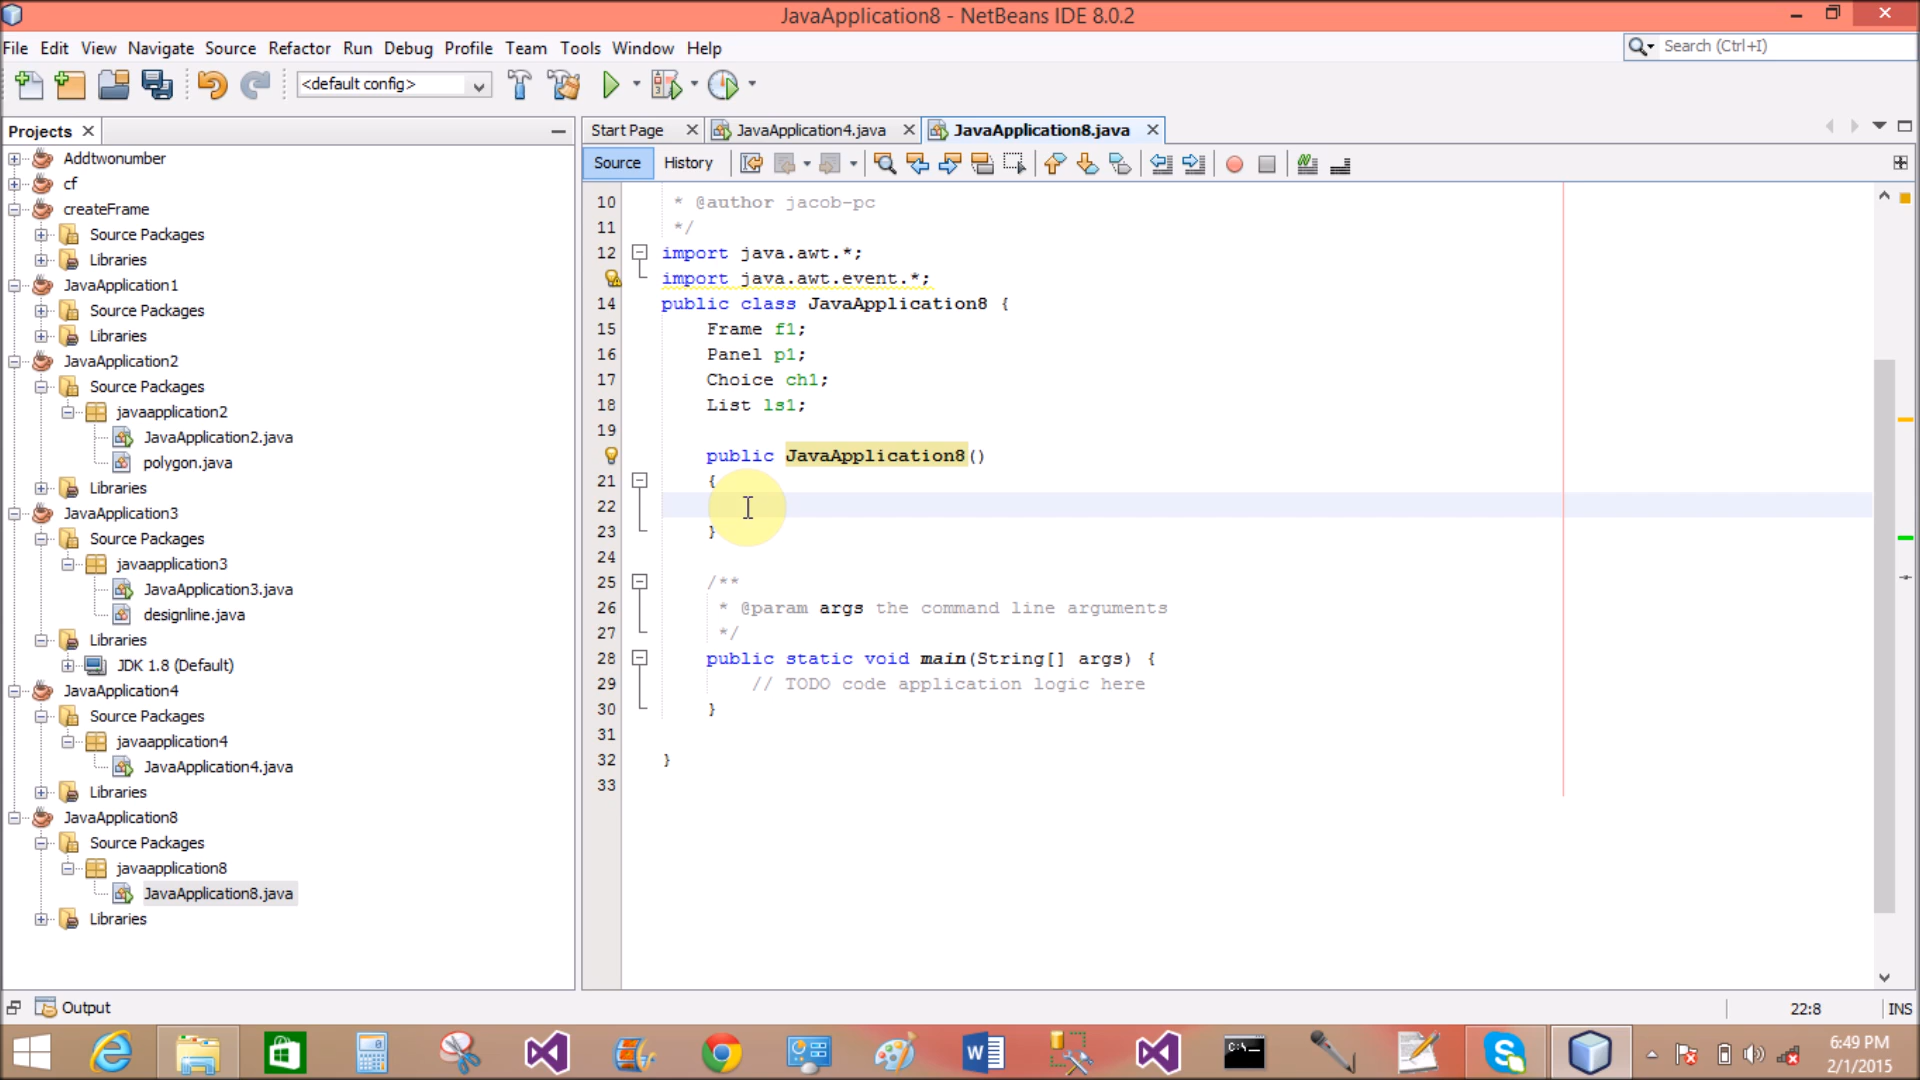 JavaApplication8 - NetBeans IDE 8.0.2
File Edit View Navigate Source Refactor Run Debug Profile Team Tools Window Help
Search (Ctrl+I)
<default config>
Projects
Start Page JavaApplication4.java JavaApplication8.java
Source History
Addtwonumber
cf
createFrame
Source Packages
Libraries
JavaApplication1
Source Packages
Libraries
JavaApplication2
Source Packages
javaapplication2
JavaApplication2.java
polygon.java
Libraries
JavaApplication3
Source Packages
javaapplication3
JavaApplication3.java
designline.java
Libraries
JDK 1.8 (Default)
JavaApplication4
Source Packages
javaapplication4
JavaApplication4.java
Libraries
JavaApplication8
Source Packages
javaapplication8
JavaApplication8.java
Libraries
10 * @author jacob-pc
11 */
12 import java.awt.*;
import java.awt.event.*;
14 public class JavaApplication8 {
15 Frame f1;
16 Panel p1;
17 Choice ch1;
18 List ls1;
19
public JavaApplication8()
21 {
22
23 }
24
25 /**
26 * @param args the command line arguments
27 */
28 public static void main(String[] args) {
29 // TODO code application logic here
30 }
31
32 }
33
Output
22:8 INS
6:49 PM
2/1/2015